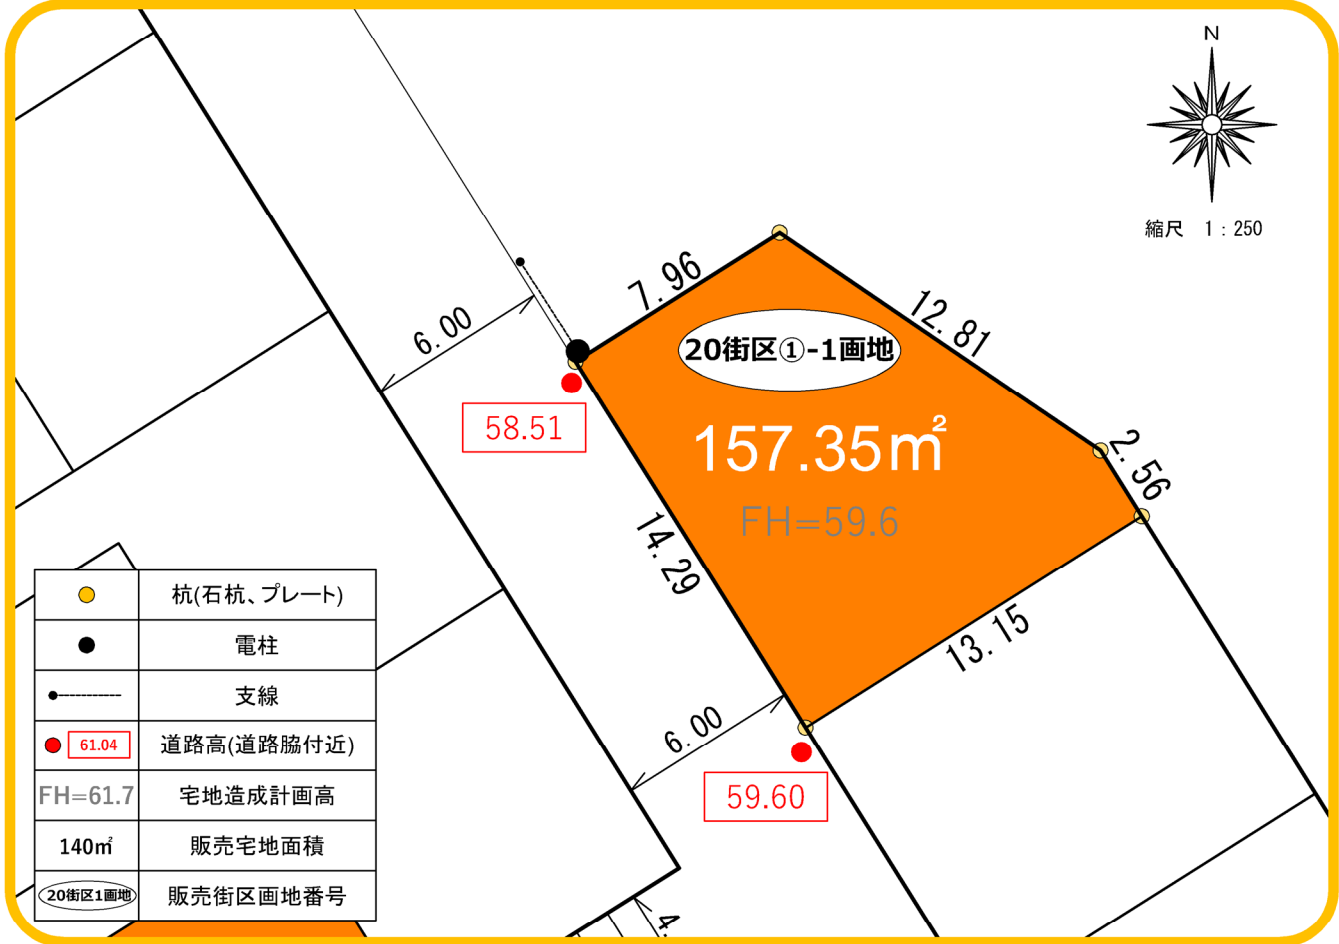 N
縮尺 1:250
7.96
12.81
6.00
20街区①-1画地
58.51
157.35㎡
2.56
FH=59.6
14.29
13.15
6.00
59.60
杭(石杭、プレート)
電柱
支線
61.04 道路高(道路脇付近)
FH=61.7 宅地造成計画高
140㎡ 販売宅地面積
20街区1画地 販売街区画地番号
4.